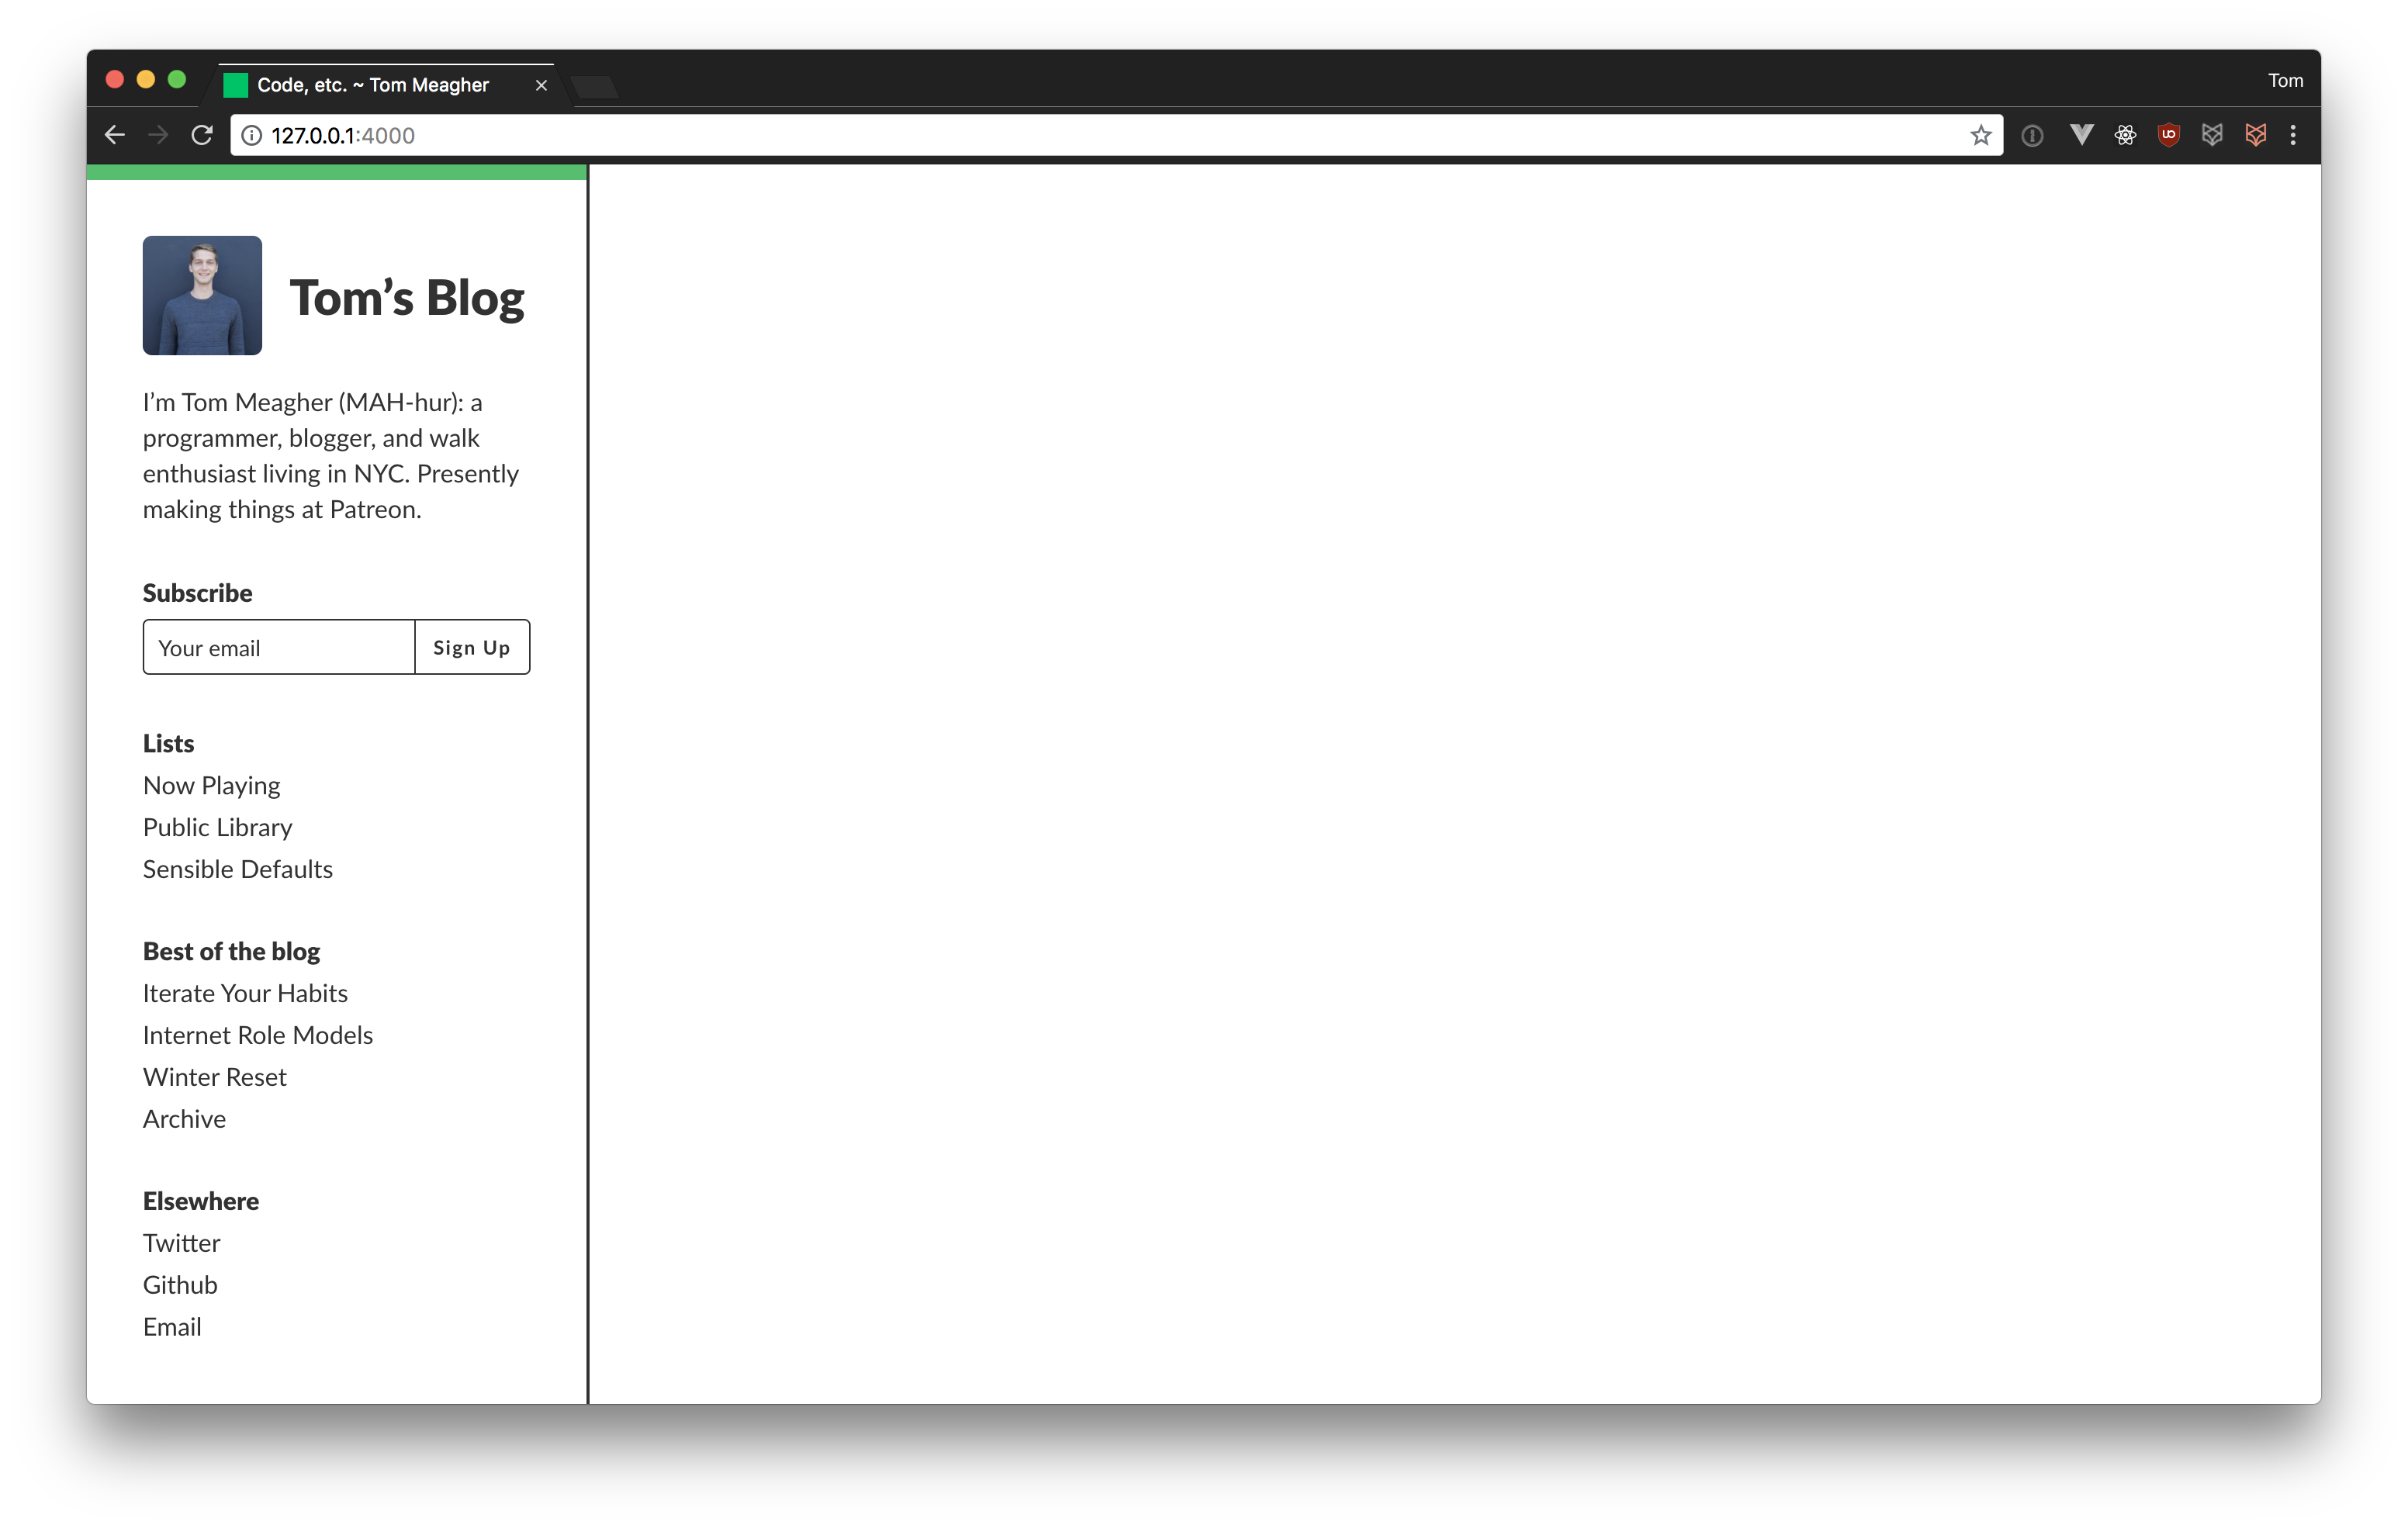 Code, etc. ~ Tom Meagher
Tom
127.0.0.1:4000
Tom’s Blog
I’m Tom Meagher (MAH-hur): a
programmer, blogger, and walk
enthusiast living in NYC. Presently
making things at Patreon.
Subscribe
Your email
Sign Up
Lists
Now Playing
Public Library
Sensible Defaults
Best of the blog
Iterate Your Habits
Internet Role Models
Winter Reset
Archive
Elsewhere
Twitter
Github
Email